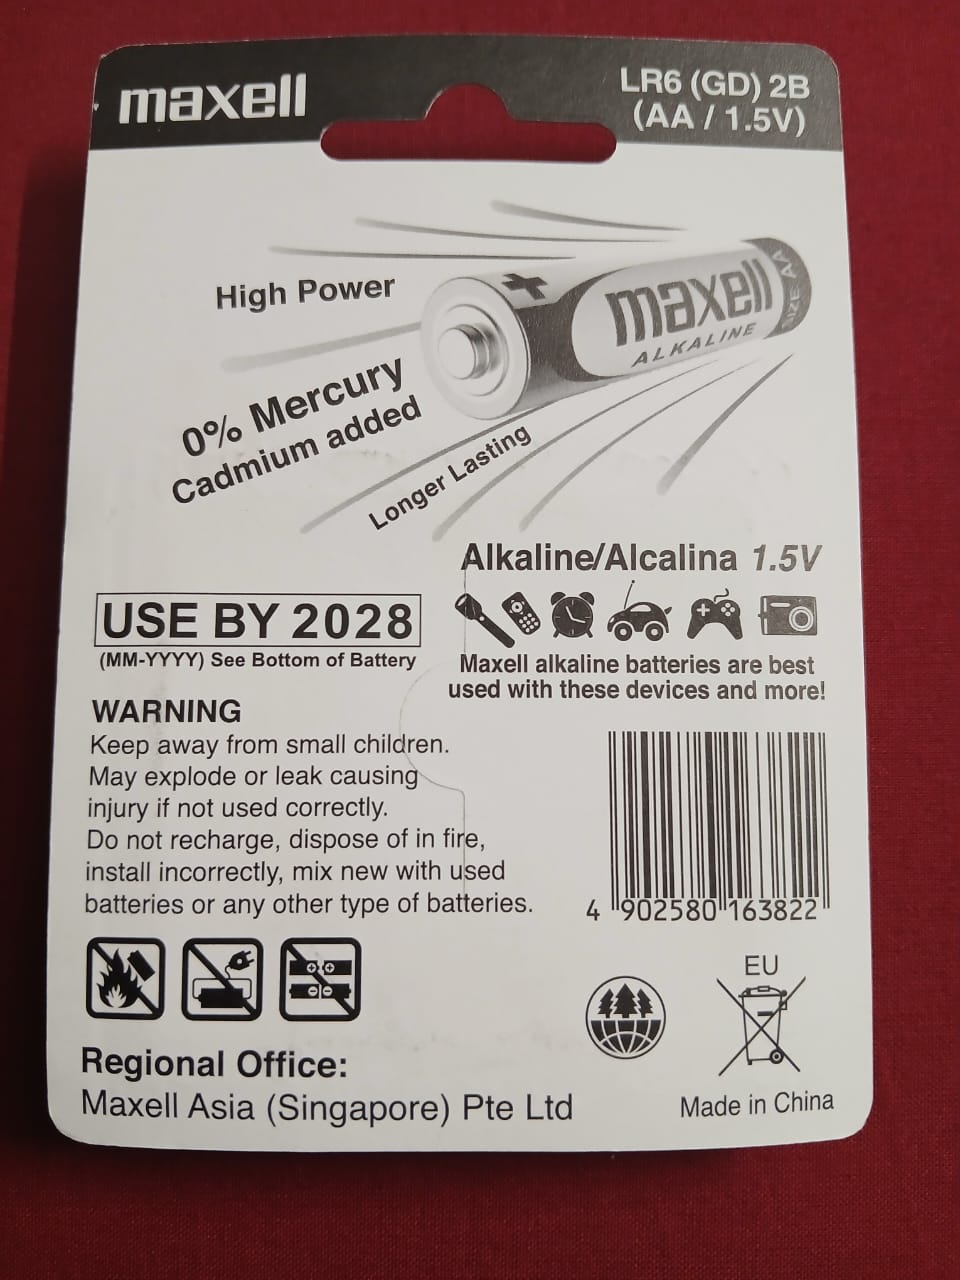 maxell
LR6 (GD) 2B
(AA / 1.5V)
High Power
maxell
ALKALINE
SIZE AA
0% Mercury
Cadmium added
Longer Lasting
Alkaline/Alcalina 1.5V
USE BY 2028
(MM-YYYY) See Bottom of Battery
Maxell alkaline batteries are best
used with these devices and more!
WARNING
Keep away from small children.
May explode or leak causing
injury if not used correctly.
Do not recharge, dispose of in fire,
install incorrectly, mix new with used
batteries or any other type of batteries.
4 902580 163822
EU
Regional Office:
Maxell Asia (Singapore) Pte Ltd
Made in China